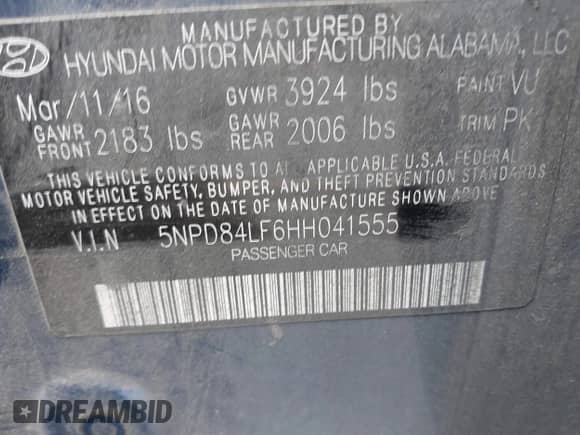 MANUFACTURED BY
HYUNDAI MOTOR MANUFACTURING ALABAMA, LLC
Mar/11/16 GVWR 3924 lbs PAINT VU
GAWR FRONT 2183 lbs GAWR REAR 2006 lbs TRIM PK
THIS VEHICLE CONFORMS TO APPLICABLE U.S.A. FEDERAL
MOTOR VEHICLE SAFETY, BUMPER, AND THEFT PREVENTION STANDARDS
IN EFFECT ON THE DATE OF MANUFACTURE SHOWN ABOVE
V.I.N 5NPD84LF6HH041555
PASSENGER CAR
DREAMBID